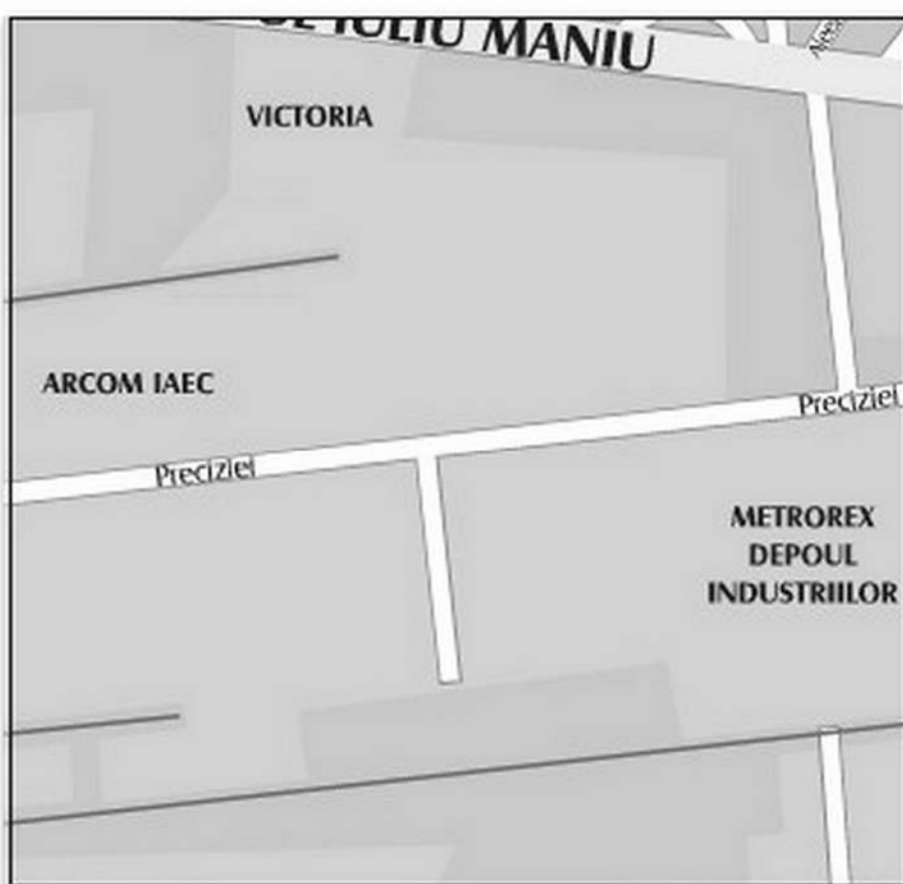 IULIU MANIU
VICTORIA
ARCOM IAEC
Preciziei
Preciziei
METROREX
DEPOUL
INDUSTRIILOR